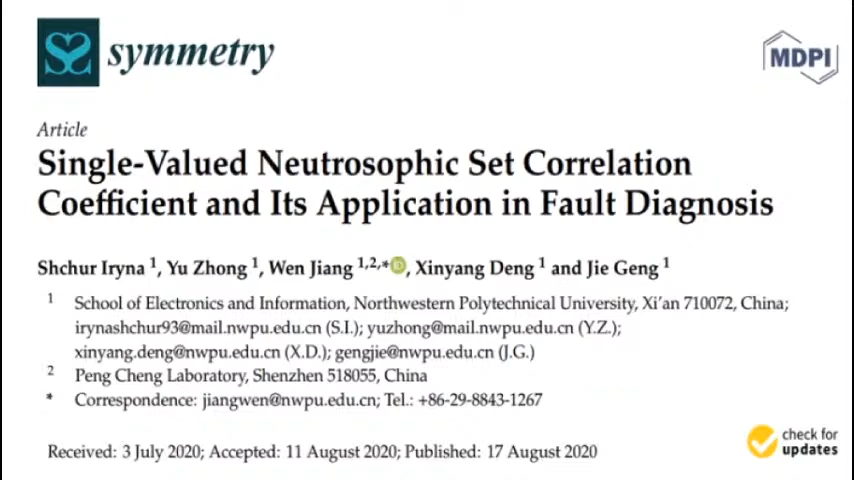 symmetry
MDPI
Article
Single-Valued Neutrosophic Set Correlation
Coefficient and Its Application in Fault Diagnosis
Shchur Iryna 1, Yu Zhong 1, Wen Jiang 1,2,* iD, Xinyang Deng 1 and Jie Geng 1
1 School of Electronics and Information, Northwestern Polytechnical University, Xi'an 710072, China;
irynashchur93@mail.nwpu.edu.cn (S.I.); yuzhong@mail.nwpu.edu.cn (Y.Z.);
xinyang.deng@nwpu.edu.cn (X.D.); gengjie@nwpu.edu.cn (J.G.)
2 Peng Cheng Laboratory, Shenzhen 518055, China
* Correspondence: jiangwen@nwpu.edu.cn; Tel.: +86-29-8843-1267
Received: 3 July 2020; Accepted: 11 August 2020; Published: 17 August 2020
check for
updates